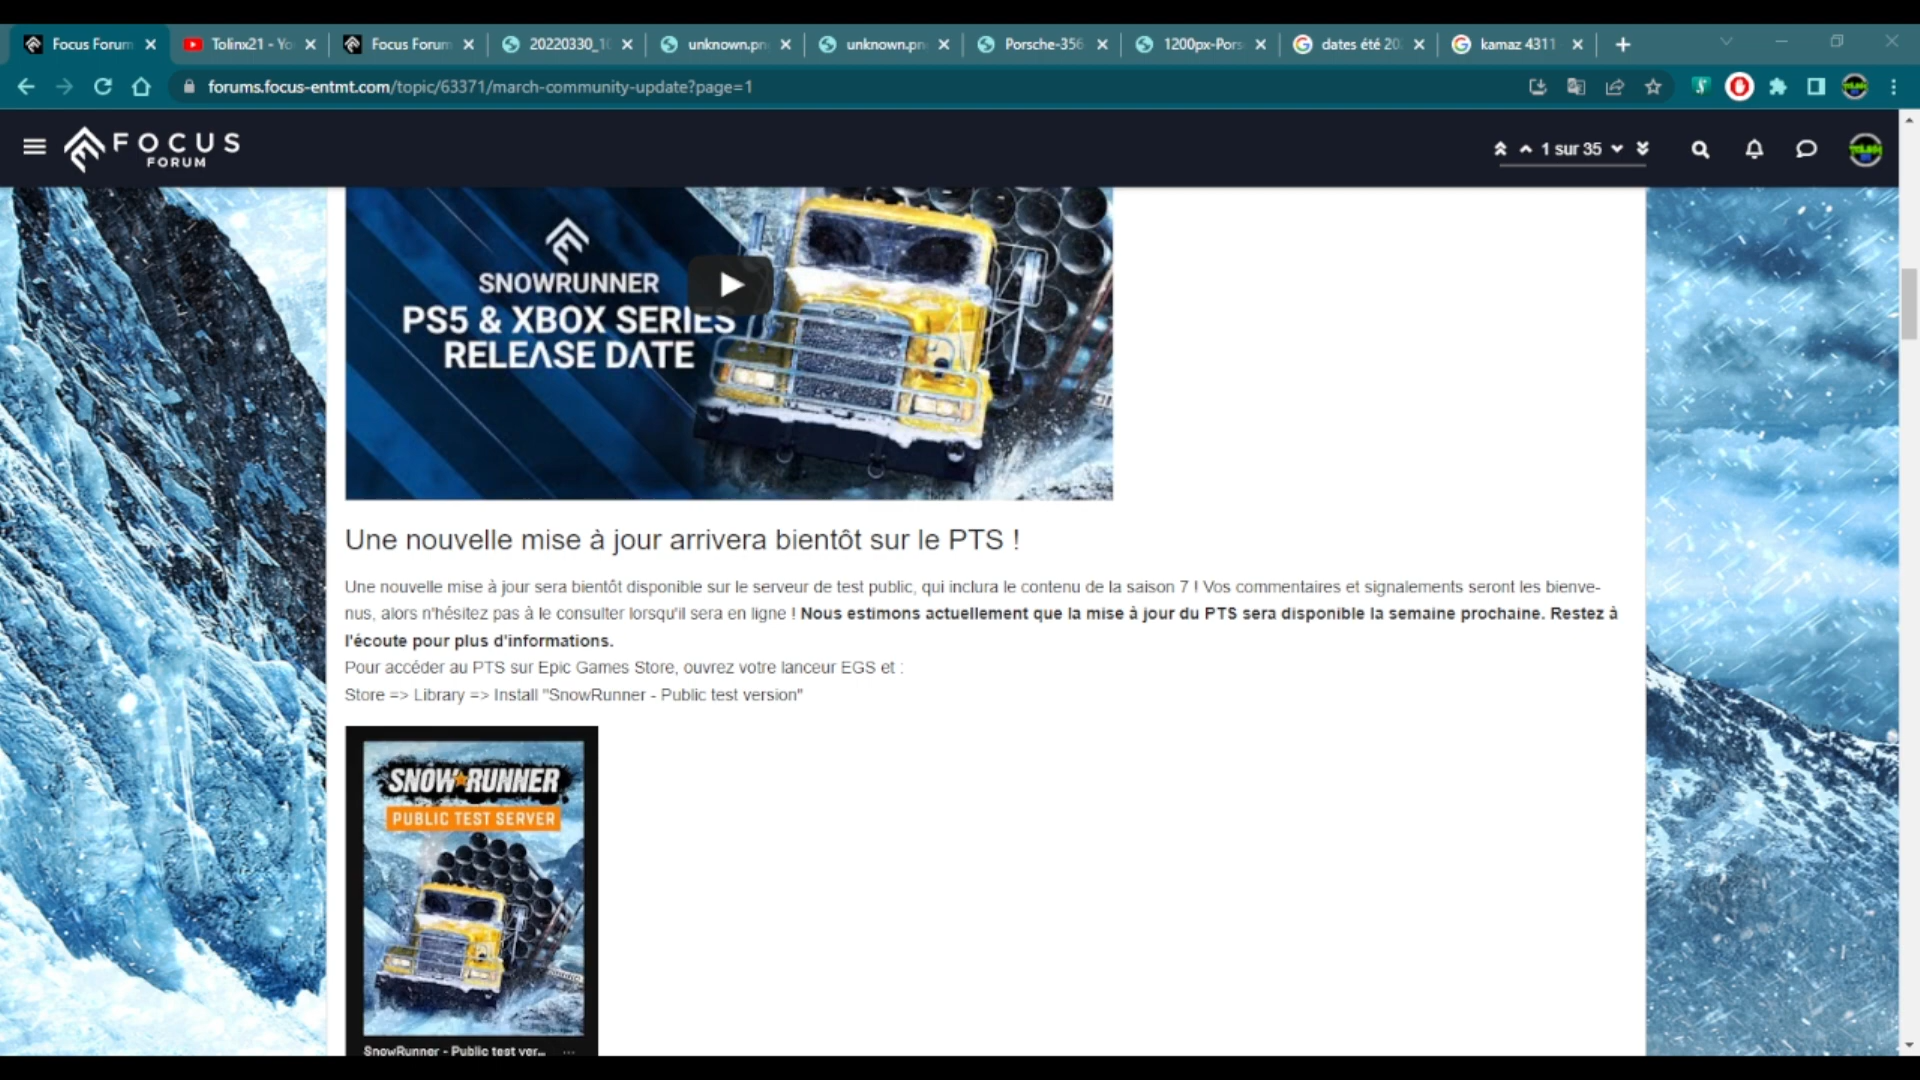 Focus Forum
Tolinx21 - Yo
Focus Forum
20220330_1
unknown.pn
unknown.pn
Porsche-356
1200px-Pors
dates été 20
kamaz 4311
forums.focus-entmt.com/topic/63371/march-community-update?page=1
FOCUS
FORUM
1 sur 35
SNOWRUNNER
PS5 & XBOX SERIES
RELEASE DATE
Une nouvelle mise à jour arrivera bientôt sur le PTS !
Une nouvelle mise à jour sera bientôt disponible sur le serveur de test public, qui inclura le contenu de la saison 7 ! Vos commentaires et signalements seront les bienve-
nus, alors n'hésitez pas à le consulter lorsqu'il sera en ligne ! Nous estimons actuellement que la mise à jour du PTS sera disponible la semaine prochaine. Restez à
l'écoute pour plus d'informations.
Pour accéder au PTS sur Epic Games Store, ouvrez votre lanceur EGS et :
Store => Library => Install "SnowRunner - Public test version"
SNOW RUNNER
PUBLIC TEST SERVER
SnowRunner - Public test ver...